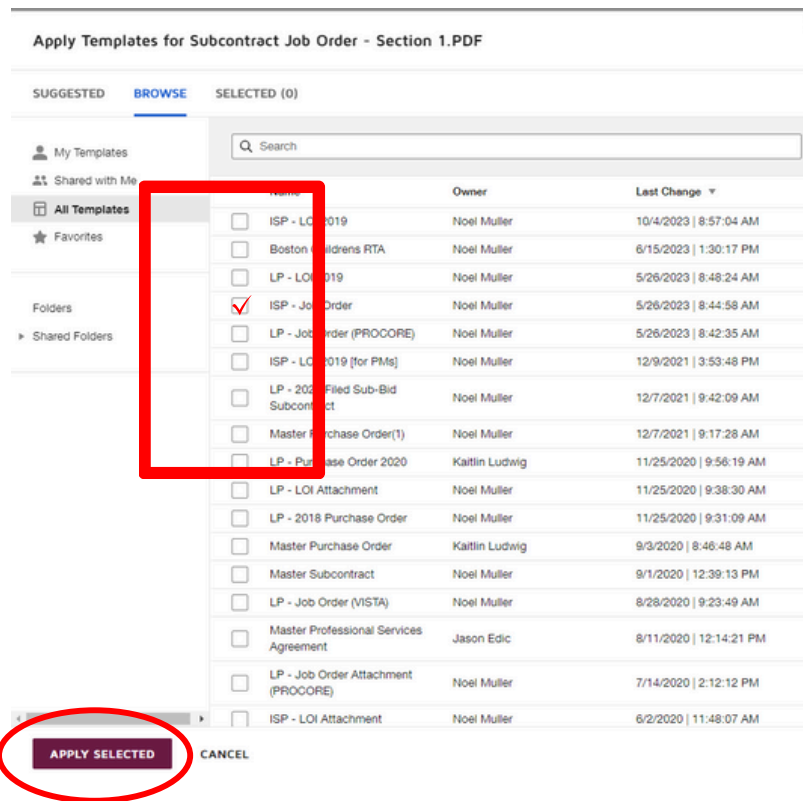 Apply Templates for Subcontract Job Order - Section 1.PDF
SUGGESTED BROWSE SELECTED (0)
My Templates
Shared with Me
All Templates
Favorites
Folders
Shared Folders
Search
Name Owner Last Change
ISP - LOI 2019 Noel Muller 10/4/2023 | 8:57:04 AM
Boston Childrens RTA Noel Muller 6/15/2023 | 1:30:17 PM
LP - LOI 2019 Noel Muller 5/26/2023 | 8:48:24 AM
ISP - Job Order Noel Muller 5/26/2023 | 8:44:58 AM
LP - Job Order (PROCORE) Noel Muller 5/26/2023 | 8:42:35 AM
ISP - LOI 2019 [for PMs] Noel Muller 12/9/2021 | 3:53:48 PM
LP - Filed Sub-Bid
Subcontract Noel Muller 12/7/2021 | 9:42:09 AM
Master Purchase Order(1) Noel Muller 12/7/2021 | 9:17:28 AM
LP - Purchase Order 2020 Kaitlin Ludwig 11/25/2020 | 9:56:19 AM
LP - LOI Attachment Noel Muller 11/25/2020 | 9:38:30 AM
LP - 2018 Purchase Order Noel Muller 11/25/2020 | 9:31:09 AM
Master Purchase Order Kaitlin Ludwig 9/3/2020 | 8:46:48 AM
Master Subcontract Noel Muller 9/1/2020 | 12:39:13 PM
LP - Job Order (VISTA) Noel Muller 8/28/2020 | 9:23:49 AM
Master Professional Services
Agreement Jason Edic 8/11/2020 | 12:14:21 PM
LP - Job Order Attachment
(PROCORE) Noel Muller 7/14/2020 | 2:12:12 PM
ISP - LOI Attachment Noel Muller 6/2/2020 | 11:48:07 AM
APPLY SELECTED CANCEL